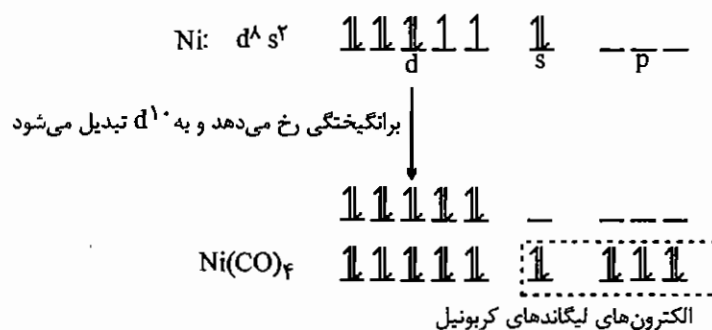 Ni: d⁸ s² ⥮ ⥮ ⥮ ↿ ↿ ⥮ _ _ _
d s p
برانگیختگی رخ می‌دهد و به d¹⁰ تبدیل می‌شود
⥮ ⥮ ⥮ ⥮ ⥮ _ _ _ _
Ni(CO)₄ ⥮ ⥮ ⥮ ⥮ ⥮ ⥮ ⥮ ⥮ ⥮
الکترون‌های لیگاندهای کربونیل